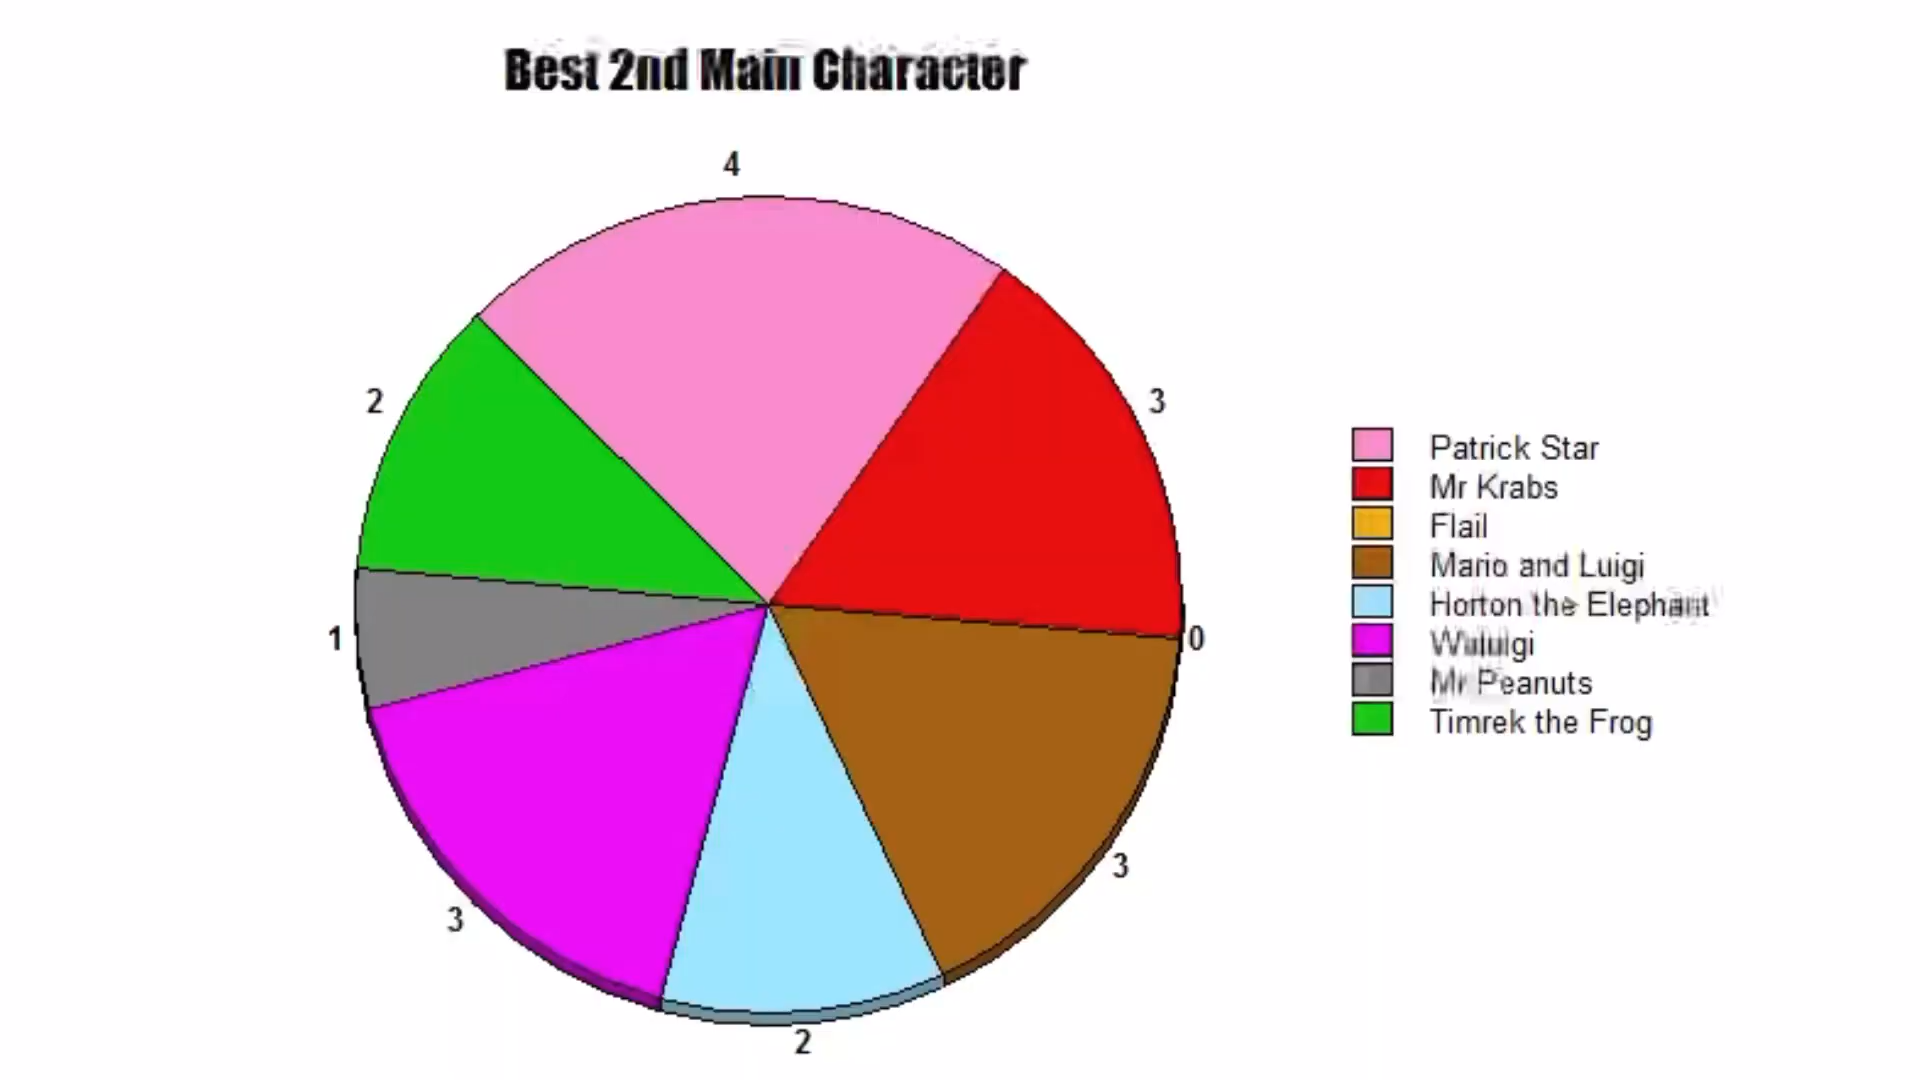 Best 2nd Main Character
4
2
3
1
0
3
3
2
Patrick Star
Mr Krabs
Flail
Mario and Luigi
Horton the Elephant
Waluigi
Mr Peanuts
Timrek the Frog